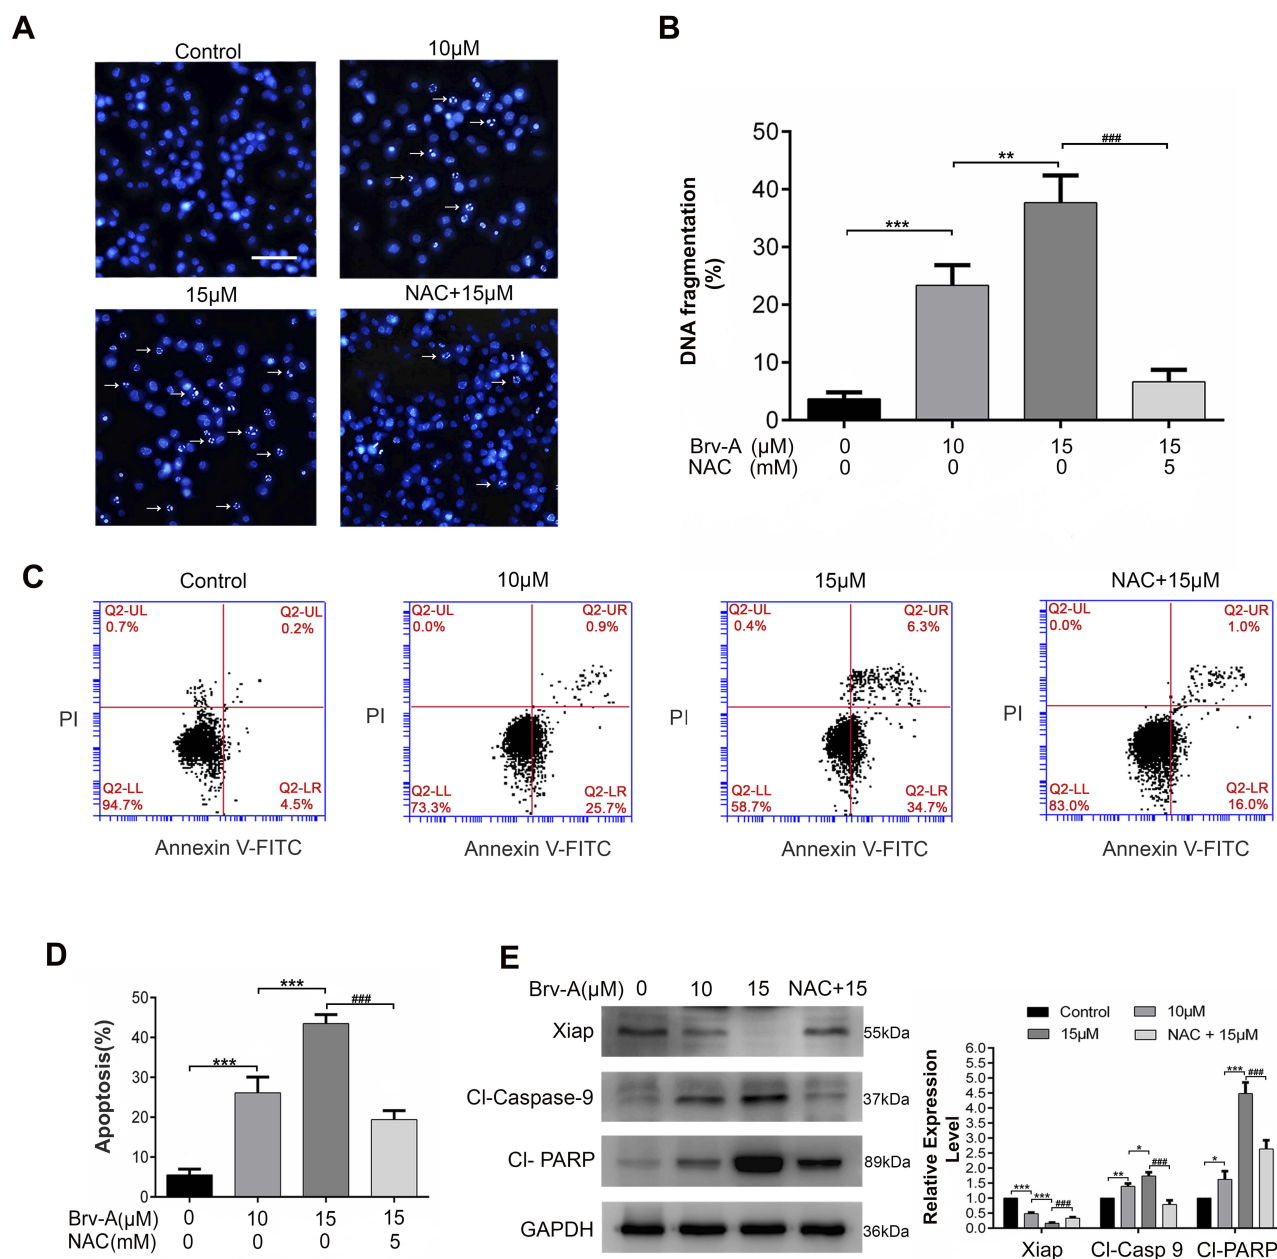 A
Control
10µM
15µM
NAC+15µM
B
DNA fragmentation
(%)
50
40
30
20
10
0
***
**
###
Brv-A (µM) 0 10 15 15
NAC (mM) 0 0 0 5
C
Control
10µM
15µM
NAC+15µM
Q2-UL
0.7%
Q2-UL
0.2%
Q2-LL
94.7%
Q2-LR
4.5%
PI
Annexin V-FITC
Q2-UL
0.0%
Q2-UR
0.9%
Q2-LL
73.3%
Q2-LR
25.7%
PI
Annexin V-FITC
Q2-UL
0.4%
Q2-UR
6.3%
Q2-LL
58.7%
Q2-LR
34.7%
PI
Annexin V-FITC
Q2-UL
0.0%
Q2-UR
1.0%
Q2-LL
83.0%
Q2-LR
16.0%
PI
Annexin V-FITC
D
Apoptosis(%)
50
40
30
20
10
0
***
***
###
Brv-A(µM) 0 10 15 15
NAC(mM) 0 0 0 5
E
Brv-A(µM) 0 10 15 NAC+15
Xiap 55kDa
Cl-Caspase-9 37kDa
Cl- PARP 89kDa
GAPDH 36kDa
Control
10µM
15µM
NAC + 15µM
Relative Expression
Level
6.0
5.5
5.0
4.5
4.0
3.5
3.0
2.5
2.0
1.5
1.0
0.5
0.0
***
***
###
**
*
###
*
***
###
Xiap Cl-Casp 9 Cl-PARP